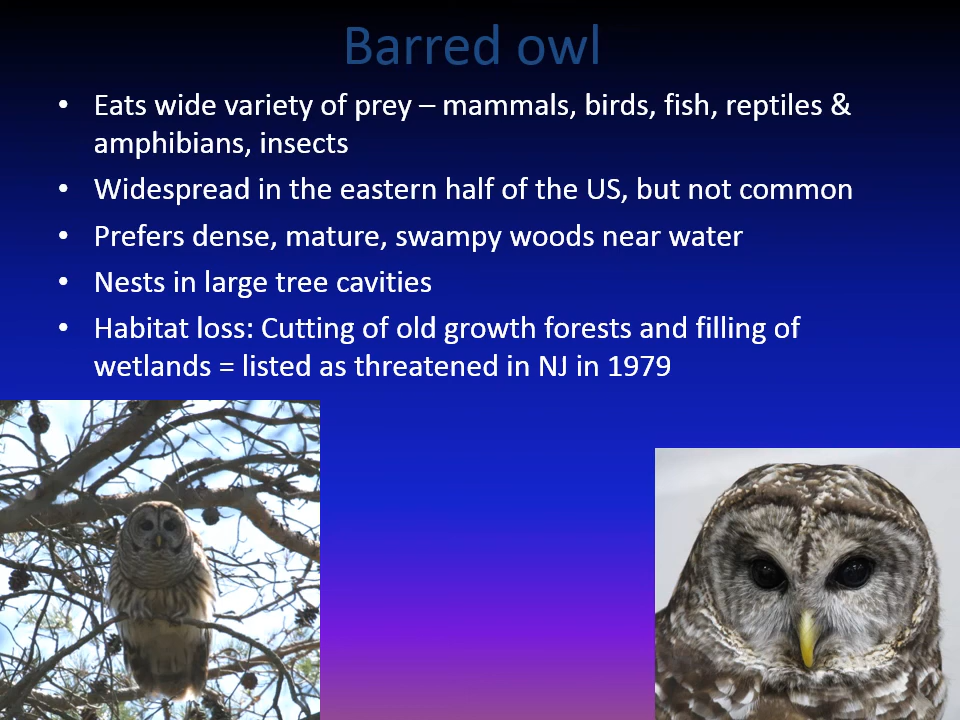 Barred owl
• Eats wide variety of prey – mammals, birds, fish, reptiles &
amphibians, insects
• Widespread in the eastern half of the US, but not common
• Prefers dense, mature, swampy woods near water
• Nests in large tree cavities
• Habitat loss: Cutting of old growth forests and filling of
wetlands = listed as threatened in NJ in 1979